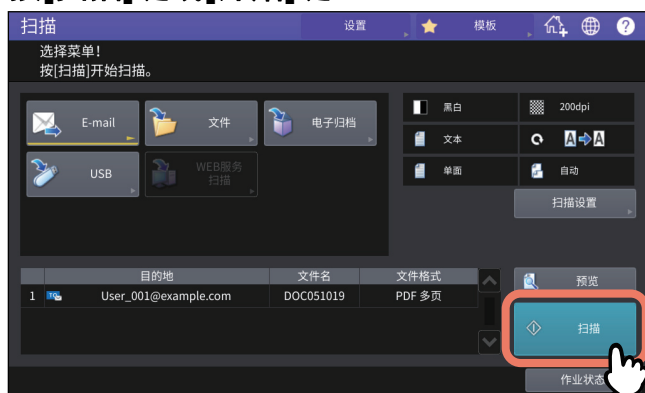 扫描
设置
模板
选择菜单!
按[扫描]开始扫描。
E-mail
文件
电子归档
黑白
200dpi
文本
A A
USB
WEB服务
扫描
单面
自动
扫描设置
目的地 文件名 文件格式
1 TO User_001@example.com DOC051019 PDF 多页
预览
扫描
作业状态